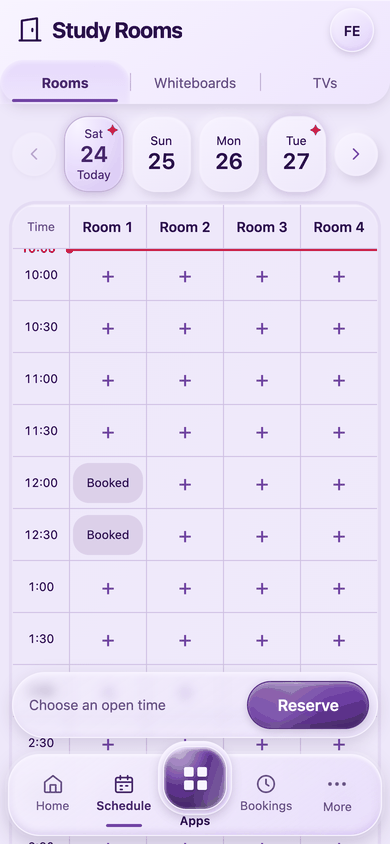 Study Rooms
FE
Rooms
Whiteboards
TVs
Sat
24
Today
Sun
25
Mon
26
Tue
27
Time
Room 1
Room 2
Room 3
Room 4
10:00
+ + + +
10:30
+ + + +
11:00
+ + + +
11:30
+ + + +
12:00
Booked
+ + +
12:30
Booked
+ + +
1:00
+ + + +
1:30
+ + + +
Choose an open time
Reserve
2:30
+ + + +
Home
Schedule
Apps
Bookings
More